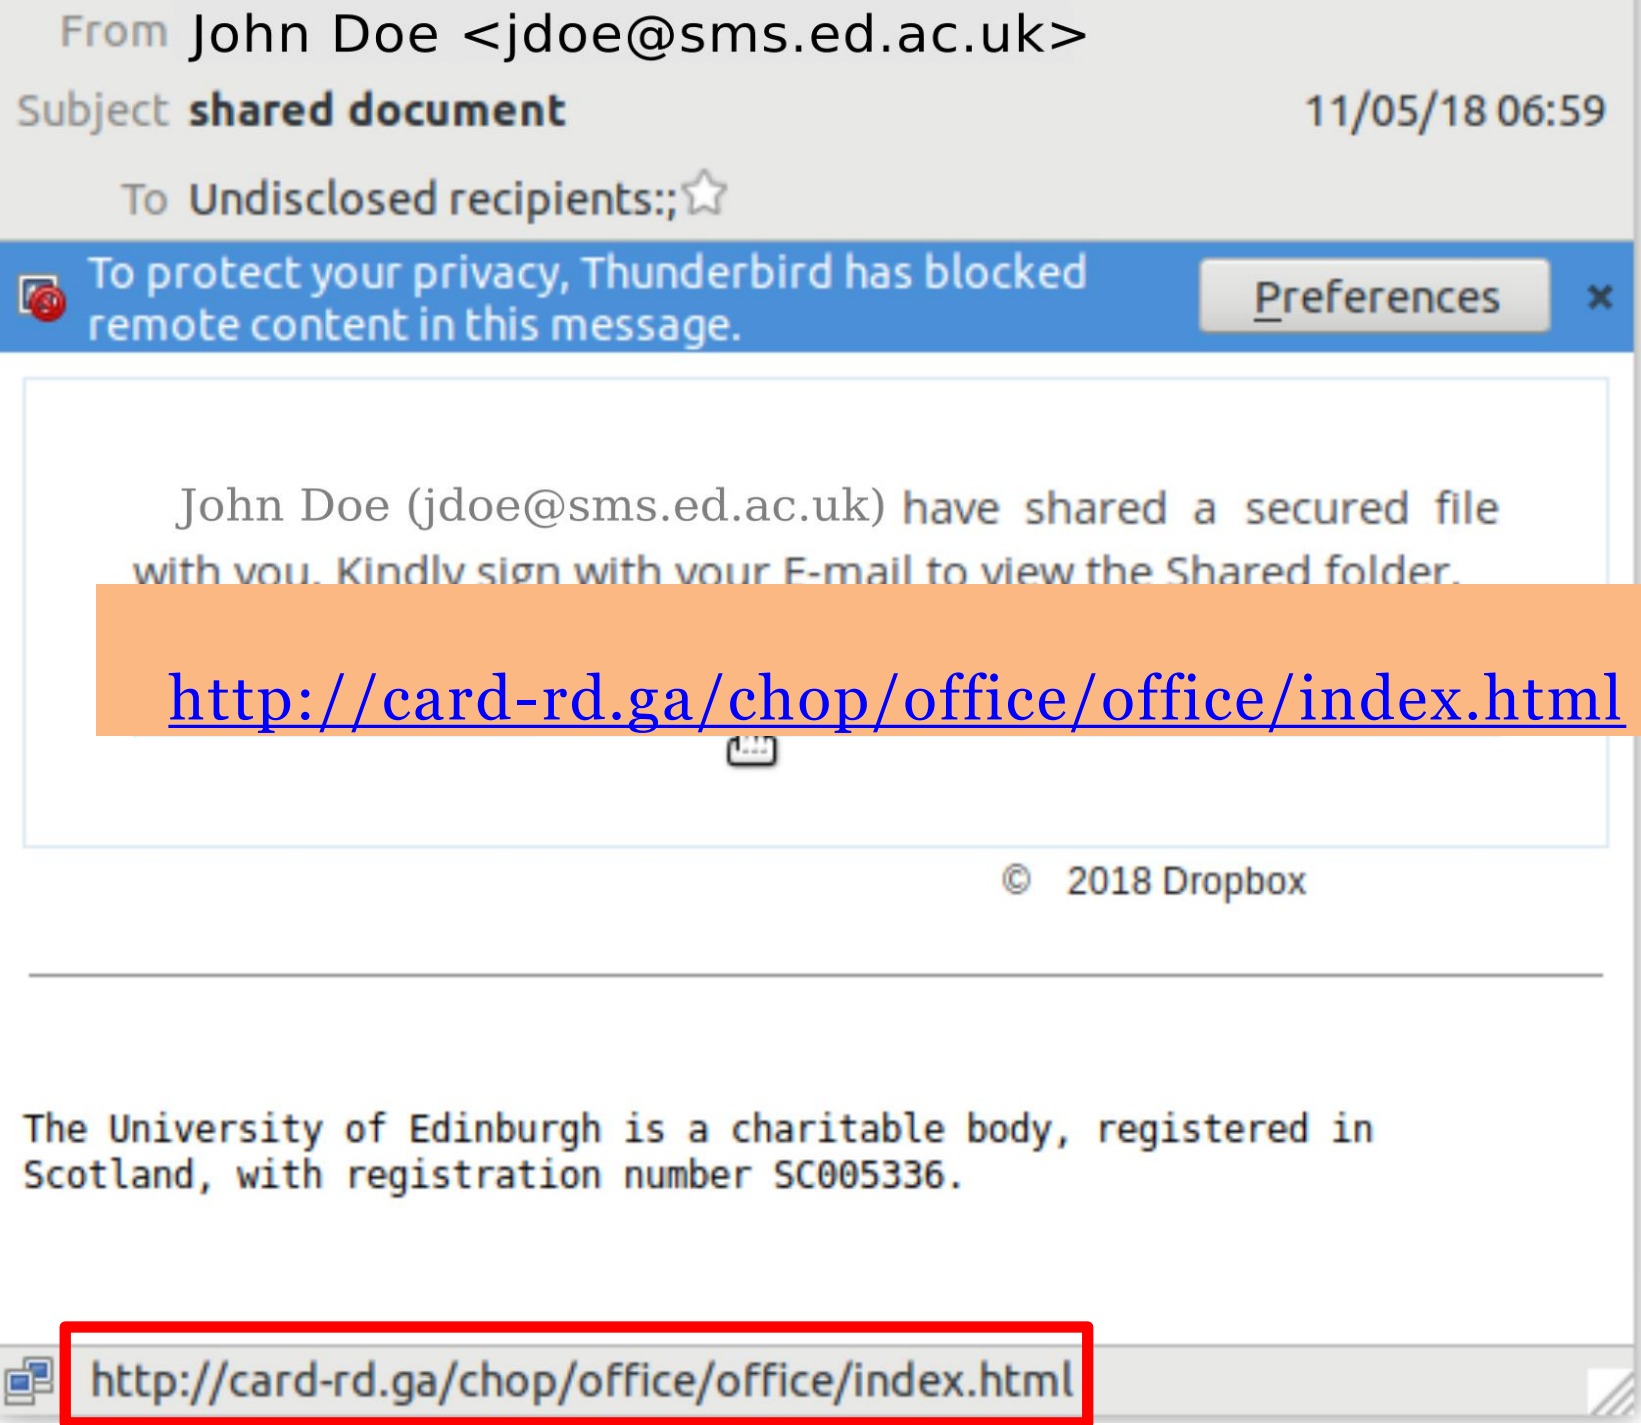 From John Doe <jdoe@sms.ed.ac.uk>
Subject shared document 11/05/18 06:59
To Undisclosed recipients:;
To protect your privacy, Thunderbird has blocked
remote content in this message.
Preferences
John Doe (jdoe@sms.ed.ac.uk) have shared a secured file
with you. Kindly sign with your E-mail to view the Shared folder.
http://card-rd.ga/chop/office/office/index.html
© 2018 Dropbox
The University of Edinburgh is a charitable body, registered in
Scotland, with registration number SC005336.
http://card-rd.ga/chop/office/office/index.html